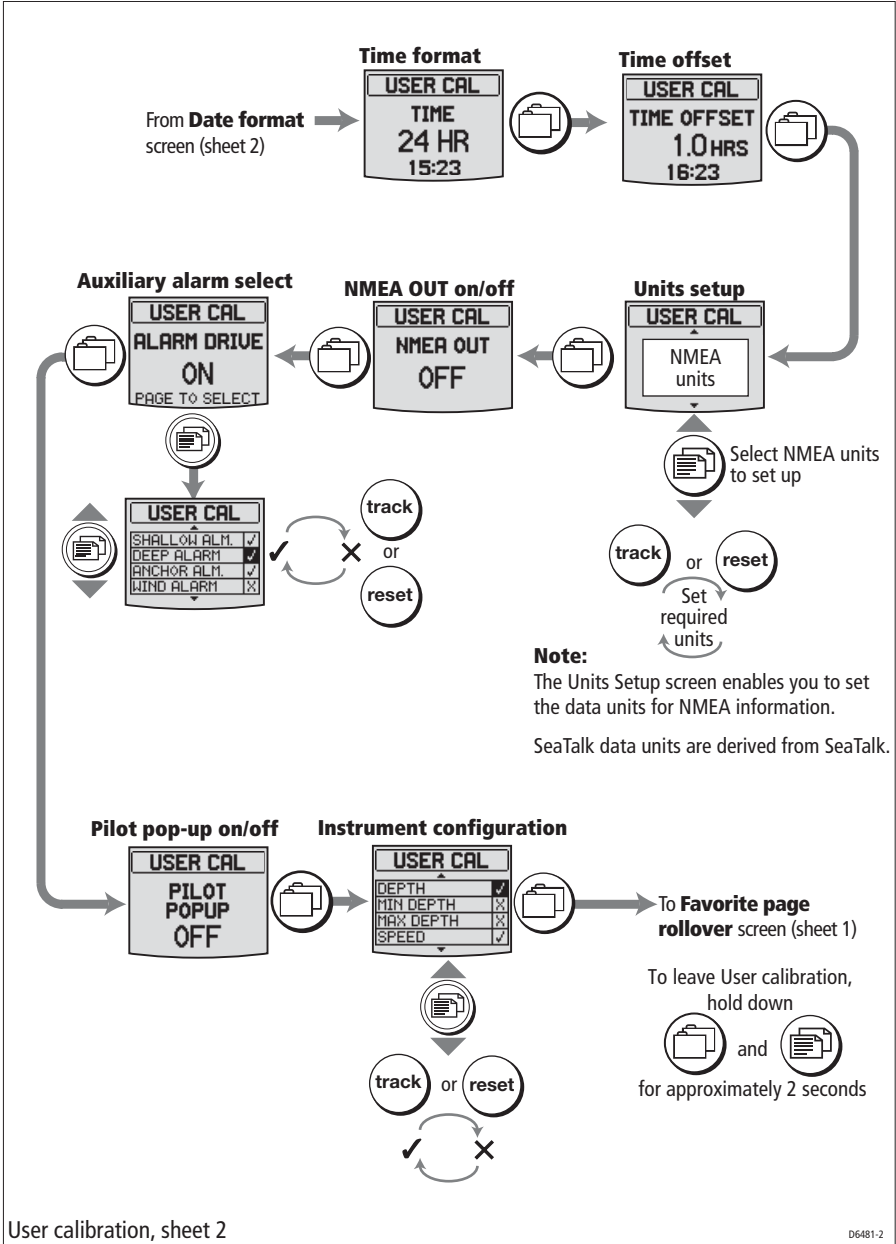 Time format
USER CAL
TIME
24 HR
15:23
Time offset
USER CAL
TIME OFFSET
1.0 HRS
16:23
From Date format
screen (sheet 2)
Auxiliary alarm select
USER CAL
ALARM DRIVE
ON
PAGE TO SELECT
NMEA OUT on/off
USER CAL
NMEA OUT
OFF
Units setup
USER CAL
NMEA
units
Select NMEA units
to set up
USER CAL
SHALLOW ALM. ✓
DEEP ALARM ✓
ANCHOR ALM. ✓
WIND ALARM X
✓ ✕
track
or
reset
track
or
reset
Set
required
units
Note:
The Units Setup screen enables you to set
the data units for NMEA information.
SeaTalk data units are derived from SeaTalk.
Pilot pop-up on/off
USER CAL
PILOT
POPUP
OFF
Instrument configuration
USER CAL
DEPTH ✓
MIN DEPTH X
MAX DEPTH X
SPEED ✓
To Favorite page
rollover screen (sheet 1)
To leave User calibration,
hold down
and
for approximately 2 seconds
track
or
reset
✓ ✕
User calibration, sheet 2
D6481-2